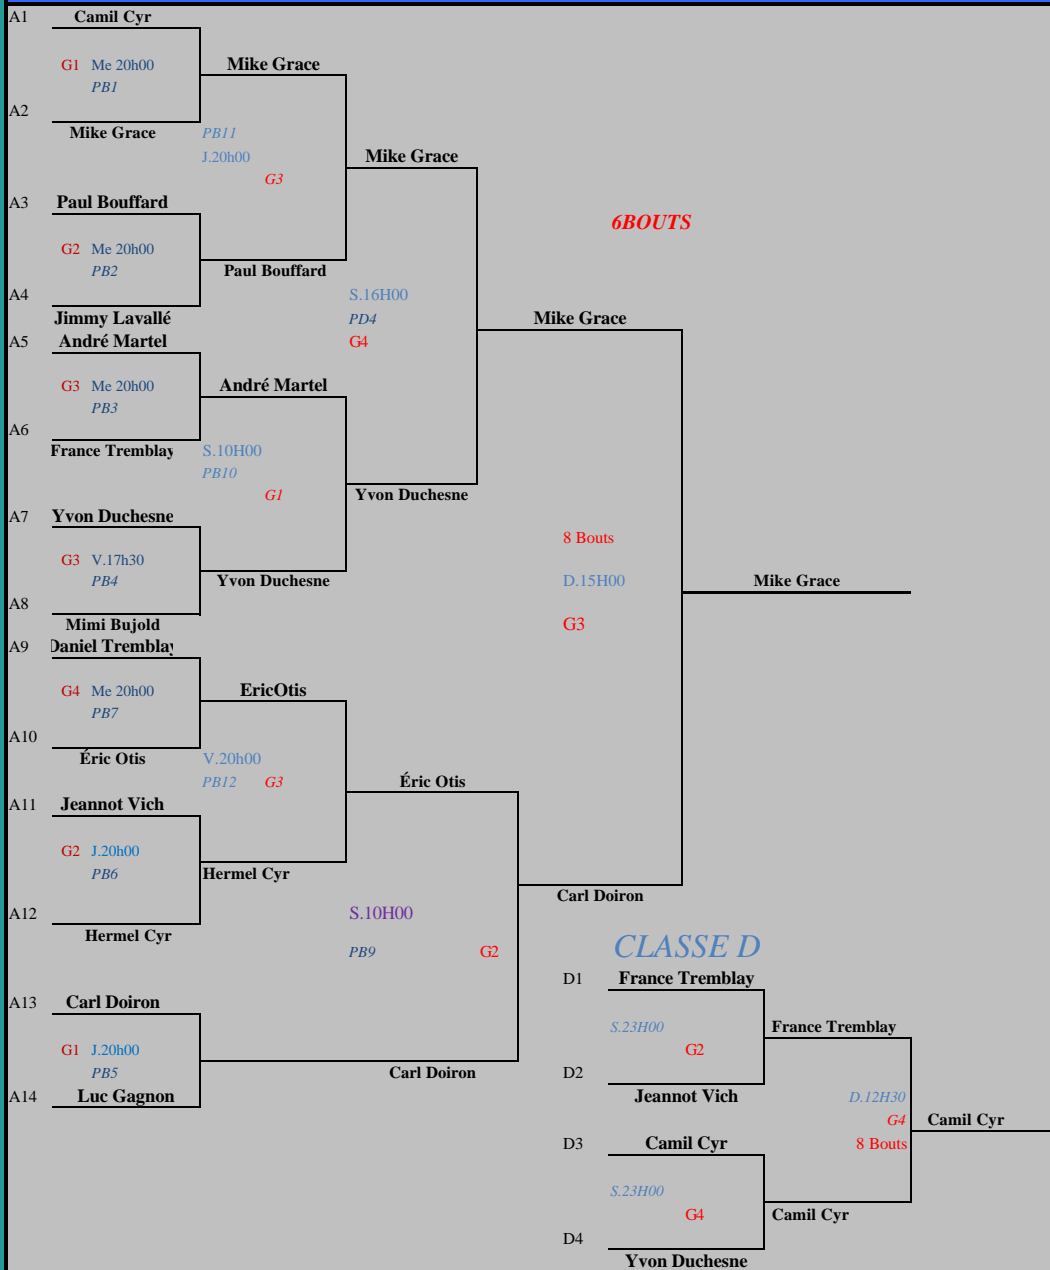 A1 Camil Cyr
G1 Me 20h00 Mike Grace
PB1
A2
Mike Grace PB11
J.20h00 Mike Grace
G3
A3 Paul Bouffard
6BOUTS
G2 Me 20h00
PB2 Paul Bouffard
A4 S.16H00
Jimmy Lavallé PD4 Mike Grace
A5 André Martel G4
G3 Me 20h00 André Martel
PB3
A6
France Tremblay S.10H00
PB10
G1 Yvon Duchesne
A7 Yvon Duchesne
8 Bouts
G3 V.17h30
PB4 Yvon Duchesne D.15H00 Mike Grace
A8
Mimi Bujold G3
A9 Daniel Tremblay
G4 Me 20h00 EricOtis
PB7
A10
Éric Otis V.20h00
PB12 G3 Éric Otis
A11 Jeannot Vich
G2 J.20h00
PB6 Hermel Cyr
Carl Doiron
A12 S.10H00
Hermel Cyr
PB9 G2 CLASSE D
D1 France Tremblay
A13 Carl Doiron
S.23H00 France Tremblay
G1 J.20h00 G2
PB5 Carl Doiron D2
A14 Luc Gagnon Jeannot Vich D.12H30
G4 Camil Cyr
D3 Camil Cyr 8 Bouts
S.23H00
G4 Camil Cyr
D4
Yvon Duchesne